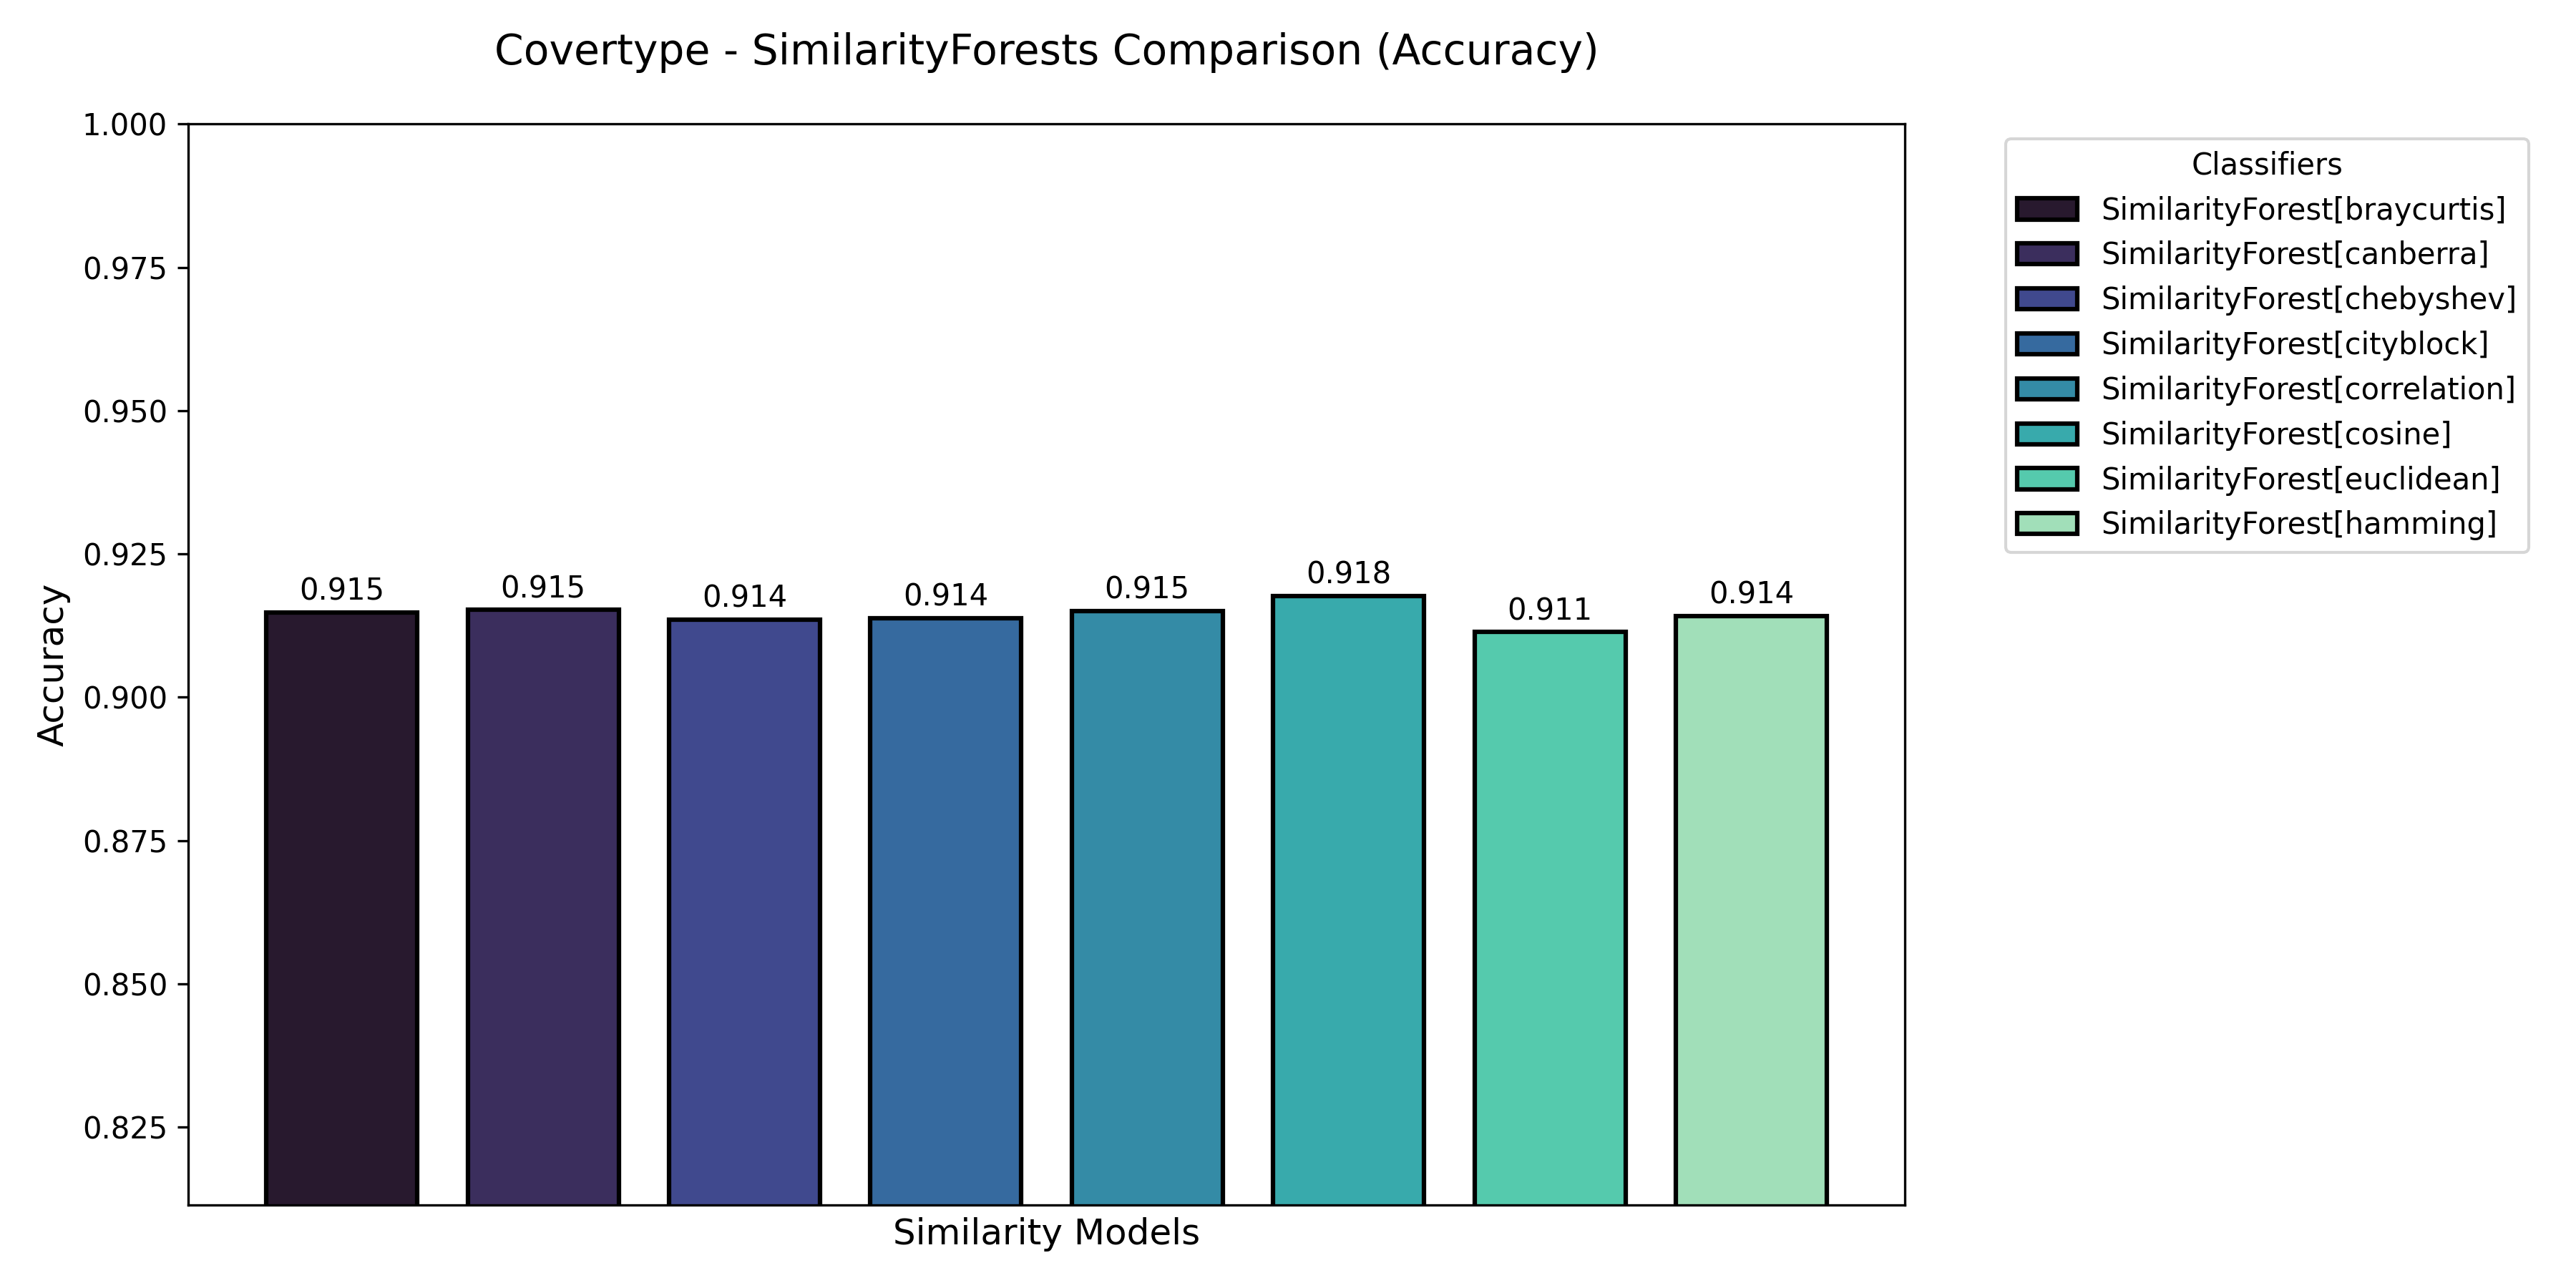 Covertype - SimilarityForests Comparison (Accuracy)
1.000
0.975
0.950
0.925
0.900
0.875
0.850
0.825
Accuracy
0.915
0.915
0.914
0.914
0.915
0.918
0.911
0.914
Similarity Models
Classifiers
SimilarityForest[braycurtis]
SimilarityForest[canberra]
SimilarityForest[chebyshev]
SimilarityForest[cityblock]
SimilarityForest[correlation]
SimilarityForest[cosine]
SimilarityForest[euclidean]
SimilarityForest[hamming]